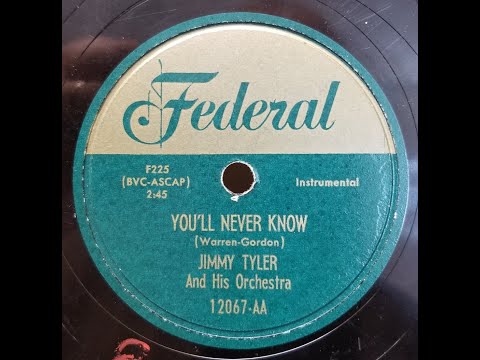 Federal
F225
(BVC-ASCAP)
2:45
Instrumental
YOU'LL NEVER KNOW
(Warren-Gordon)
JIMMY TYLER
And His Orchestra
12067-AA